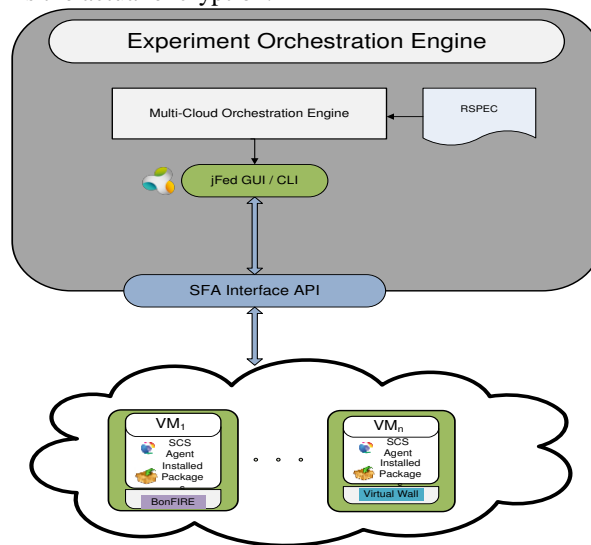 Experiment Orchestration Engine
Multi-Cloud Orchestration Engine
RSPEC
jFed GUI / CLI
SFA Interface API
VM1
SCS
Agent
Installed
Package
BonFIRE
VMn
SCS
Agent
Installed
Package
Virtual Wall